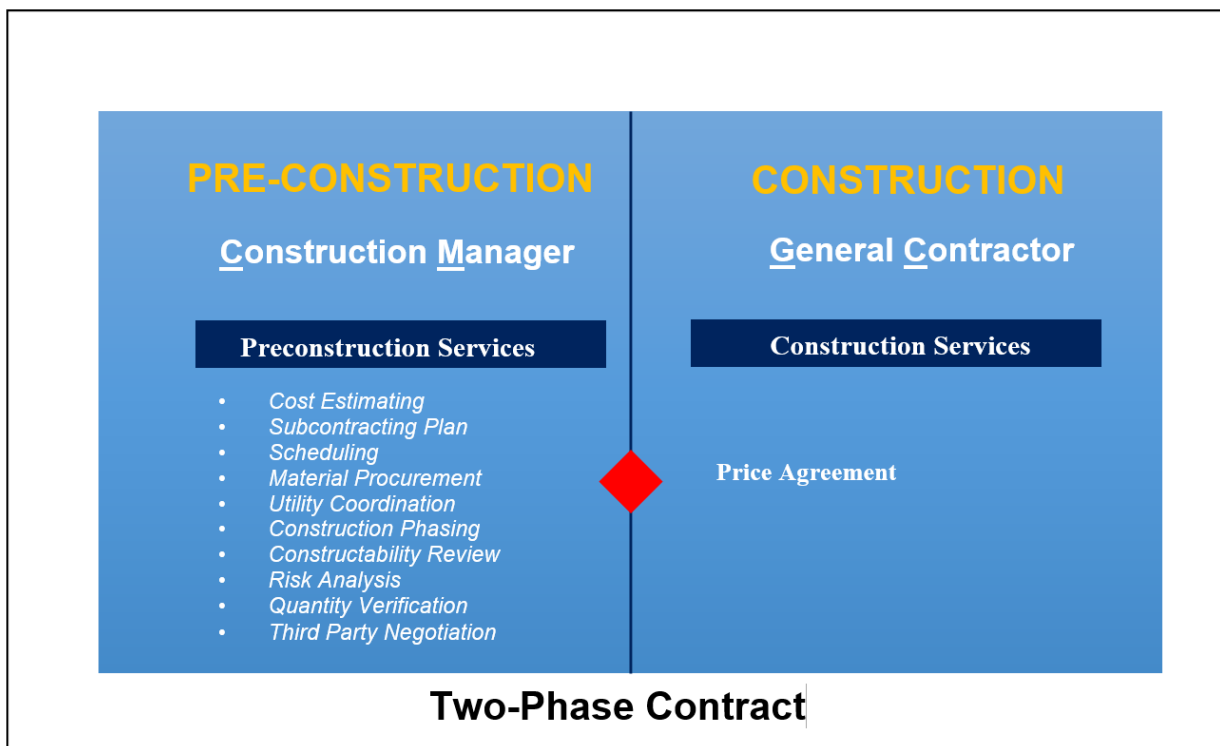 PRE-CONSTRUCTION
Construction Manager
Preconstruction Services
• Cost Estimating
• Subcontracting Plan
• Scheduling
• Material Procurement
• Utility Coordination
• Construction Phasing
• Constructability Review
• Risk Analysis
• Quantity Verification
• Third Party Negotiation
CONSTRUCTION
General Contractor
Construction Services
Price Agreement
Two-Phase Contract